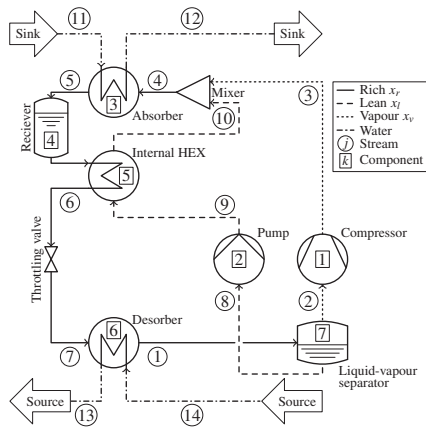 11
12
Sink
Sink
5
4
3
3
Mixer
Absorber
10
Reciever
4
Internal HEX
5
6
9
Throttling valve
Pump
2
Compressor
1
8
2
Desorber
6
7
1
7
Liquid-vapour
separator
Source
13
14
Source
Rich x_r
Lean x_l
Vapour x_v
Water
j Stream
k Component